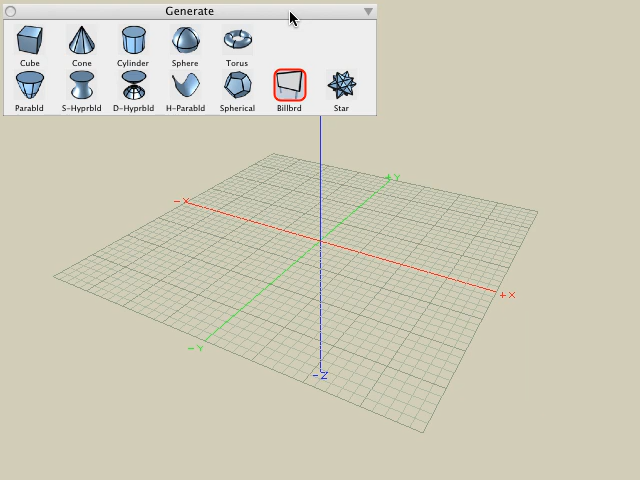 Generate
Cube Cone Cylinder Sphere Torus
Parabld S-Hyprbld D-Hyprbld H-Parabld Spherical Billbrd Star
+Y
-X
+X
-Y
-Z